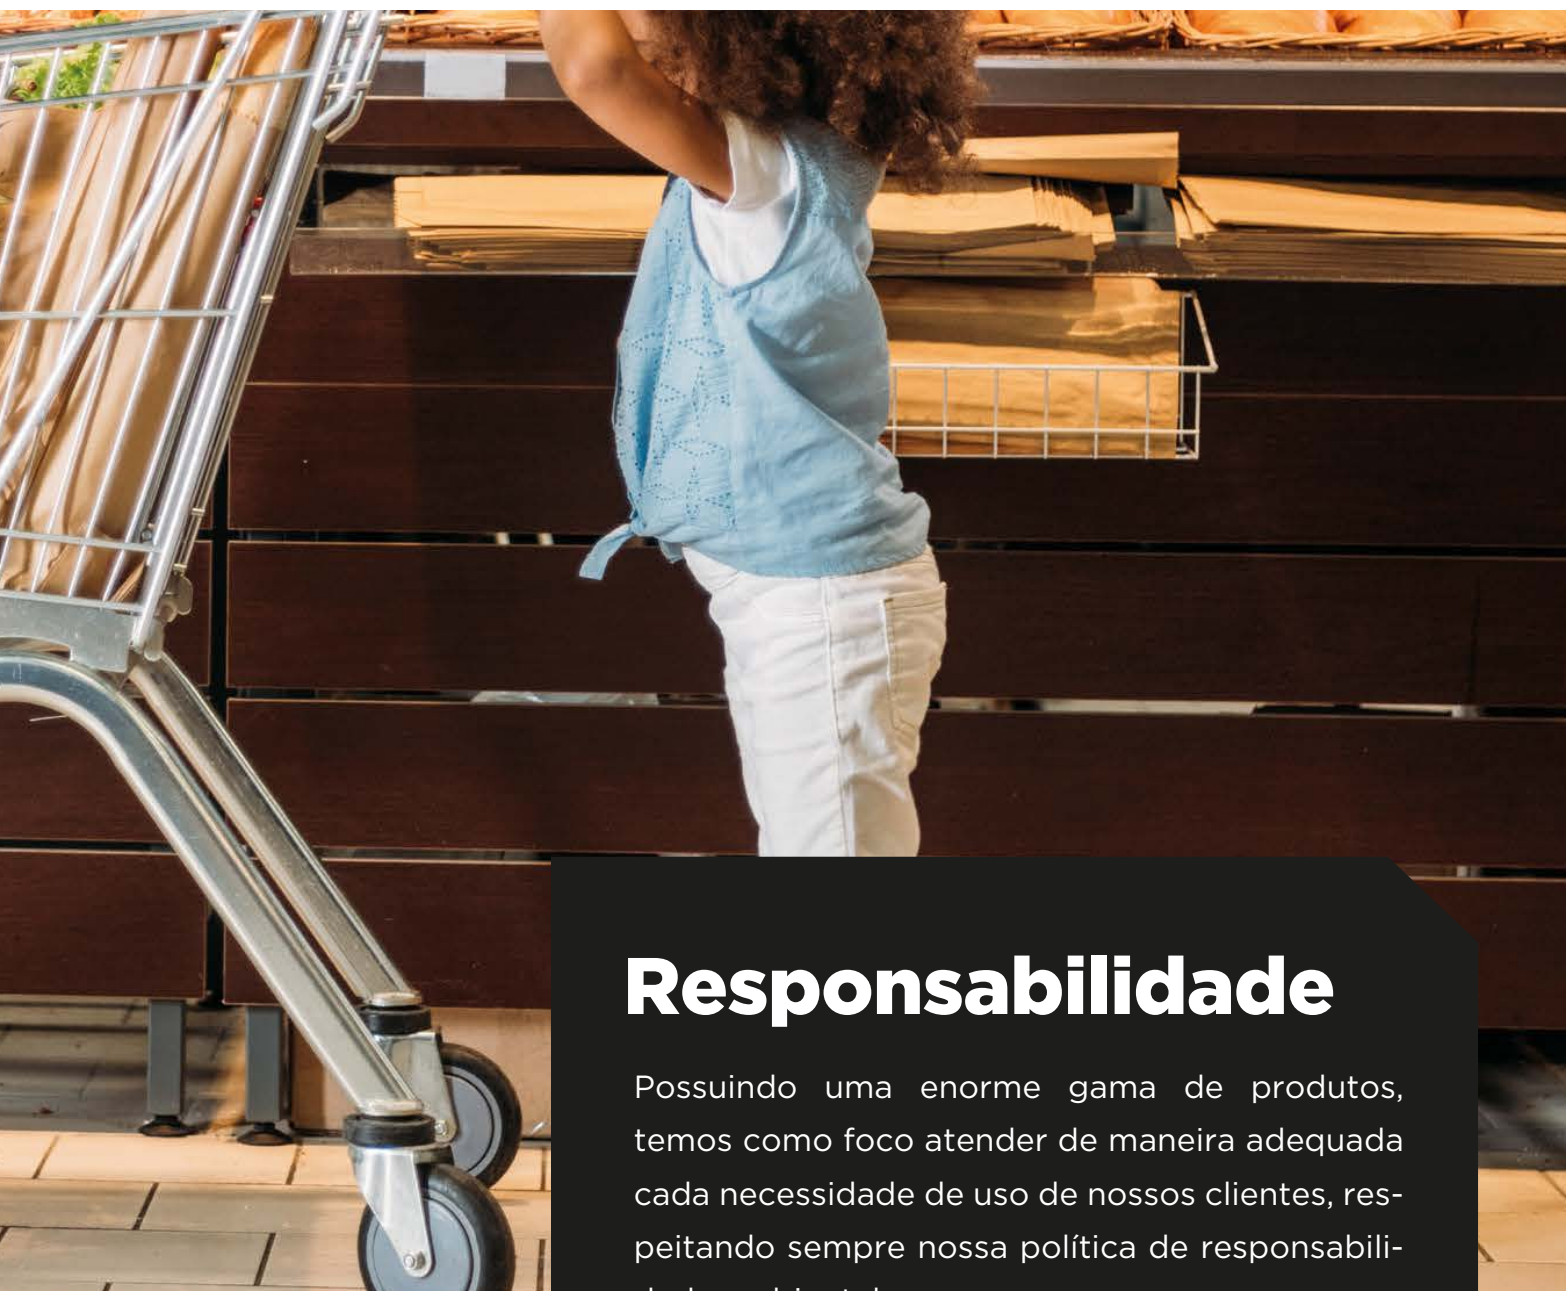 Responsabilidade
Possuindo uma enorme gama de produtos,
temos como foco atender de maneira adequada
cada necessidade de uso de nossos clientes, res-
peitando sempre nossa política de responsabili-